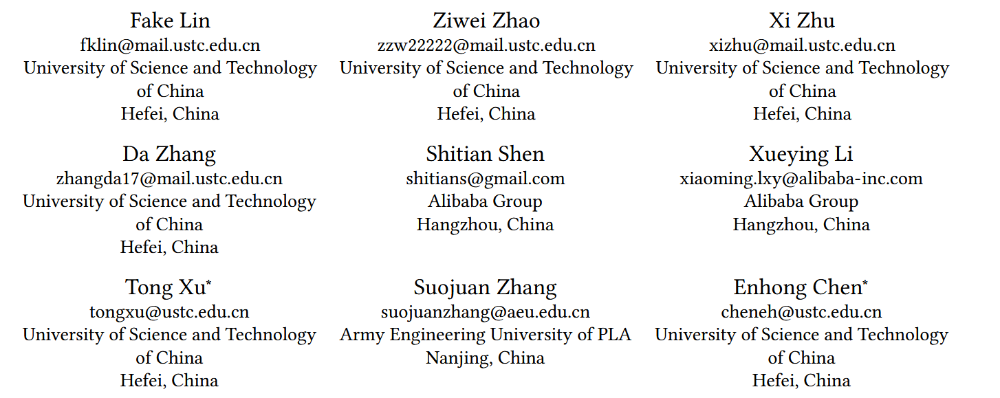 Fake Lin
fklin@mail.ustc.edu.cn
University of Science and Technology
of China
Hefei, China
Ziwei Zhao
zzw22222@mail.ustc.edu.cn
University of Science and Technology
of China
Hefei, China
Xi Zhu
xizhu@mail.ustc.edu.cn
University of Science and Technology
of China
Hefei, China
Da Zhang
zhangda17@mail.ustc.edu.cn
University of Science and Technology
of China
Hefei, China
Shitian Shen
shitians@gmail.com
Alibaba Group
Hangzhou, China
Xueying Li
xiaoming.lxy@alibaba-inc.com
Alibaba Group
Hangzhou, China
Tong Xu*
tongxu@ustc.edu.cn
University of Science and Technology
of China
Hefei, China
Suojuan Zhang
suojuanzhang@aeu.edu.cn
Army Engineering University of PLA
Nanjing, China
Enhong Chen*
cheneh@ustc.edu.cn
University of Science and Technology
of China
Hefei, China